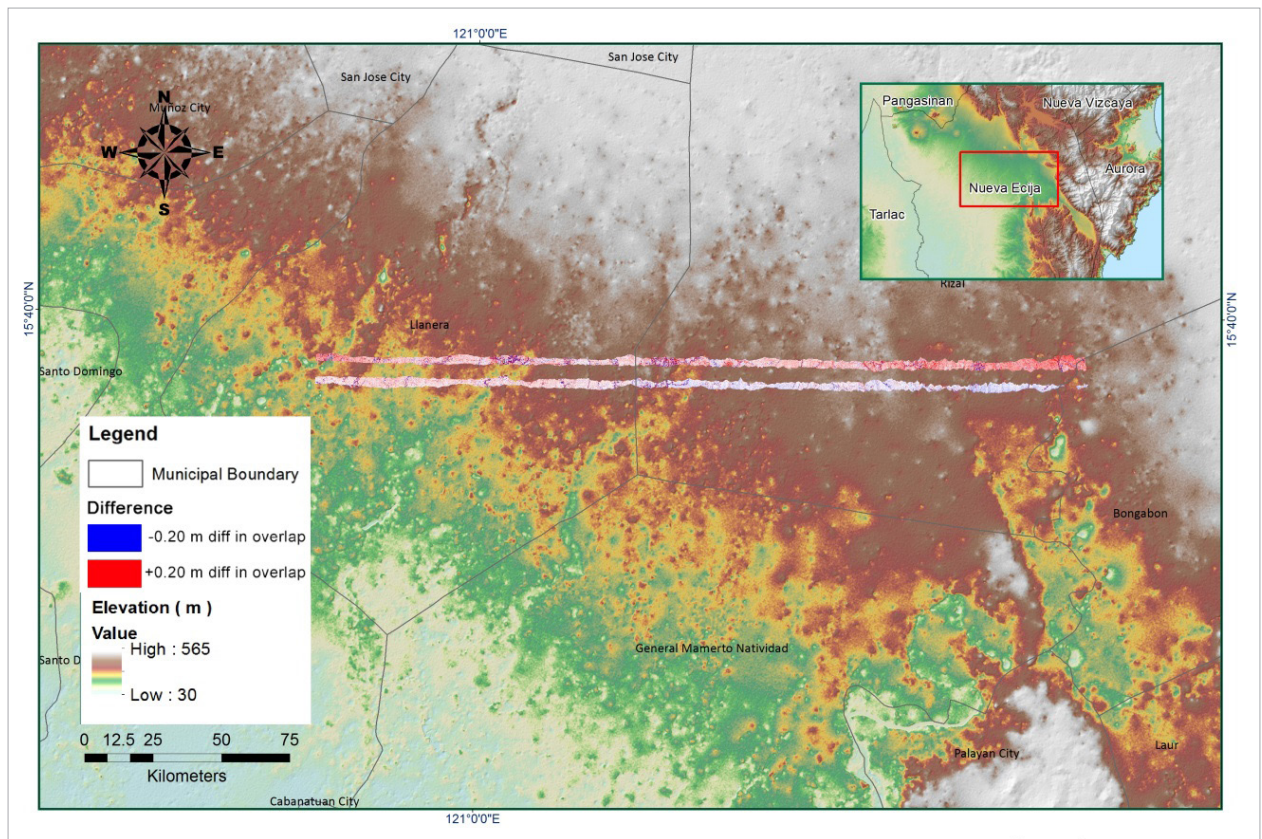 121°0'0"E
San Jose City
San Jose City
Muñoz City
N
W
E
S
Pangasinan
Nueva Vizcaya
Aurora
Nueva Ecija
Tarlac
Rizal
15°40'0"N
15°40'0"N
Llanera
Santo Domingo
Legend
Municipal Boundary
Difference
-0.20 m diff in overlap
+0.20 m diff in overlap
Elevation ( m )
Value
High : 565
Low : 30
Santo D
Bongabon
General Mamerto Natividad
0 12.5 25 50 75
Kilometers
Palayan City
Laur
Cabanatuan City
121°0'0"E